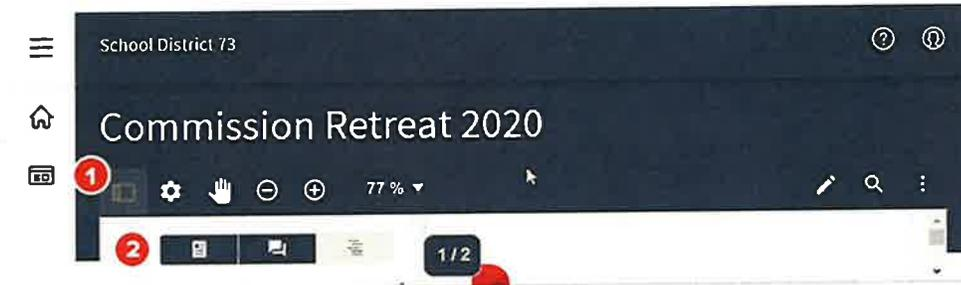 School District 73
Commission Retreat 2020
1
77 %
2
1 / 2